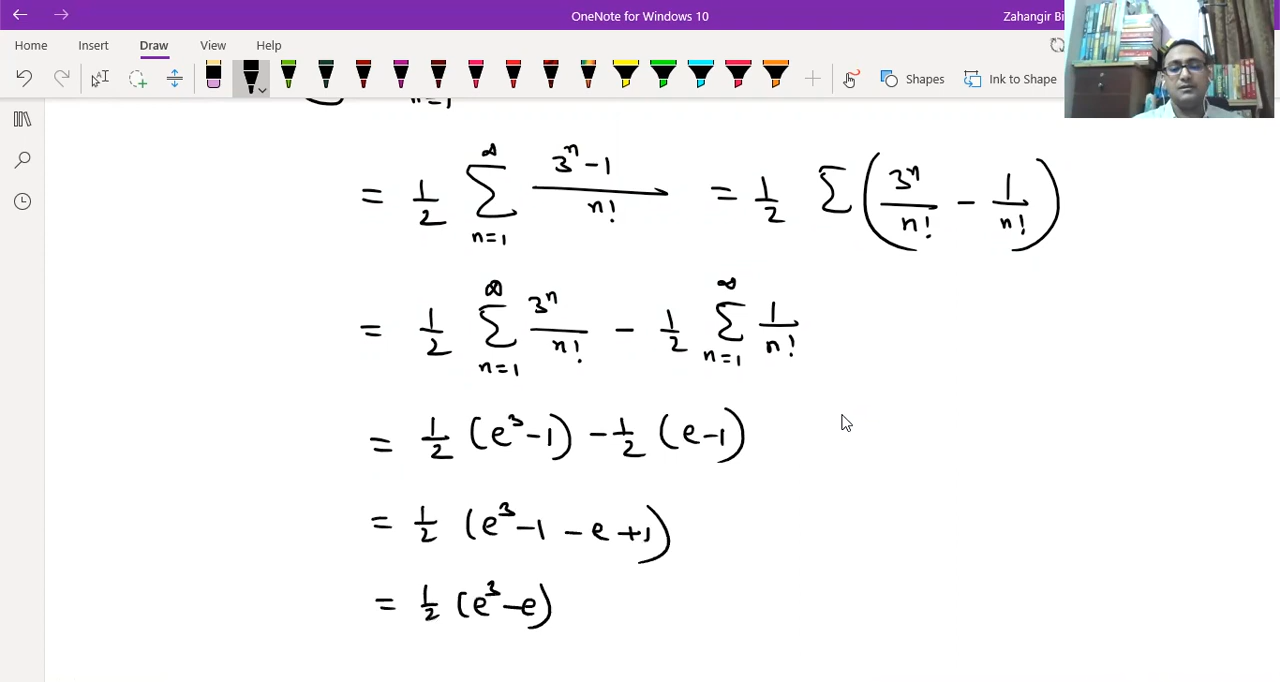 OneNote for Windows 10
Zahangir Bi
Home Insert Draw View Help
Shapes Ink to Shape
n=1
= 1/2 ∑_{n=1}^{∞} (3^n - 1)/n! = 1/2 ∑ (3^n/n! - 1/n!)
= 1/2 ∑_{n=1}^{∞} 3^n/n! - 1/2 ∑_{n=1}^{∞} 1/n!
= 1/2 (e^3 - 1) - 1/2 (e - 1)
= 1/2 (e^3 - 1 - e + 1)
= 1/2 (e^3 - e)